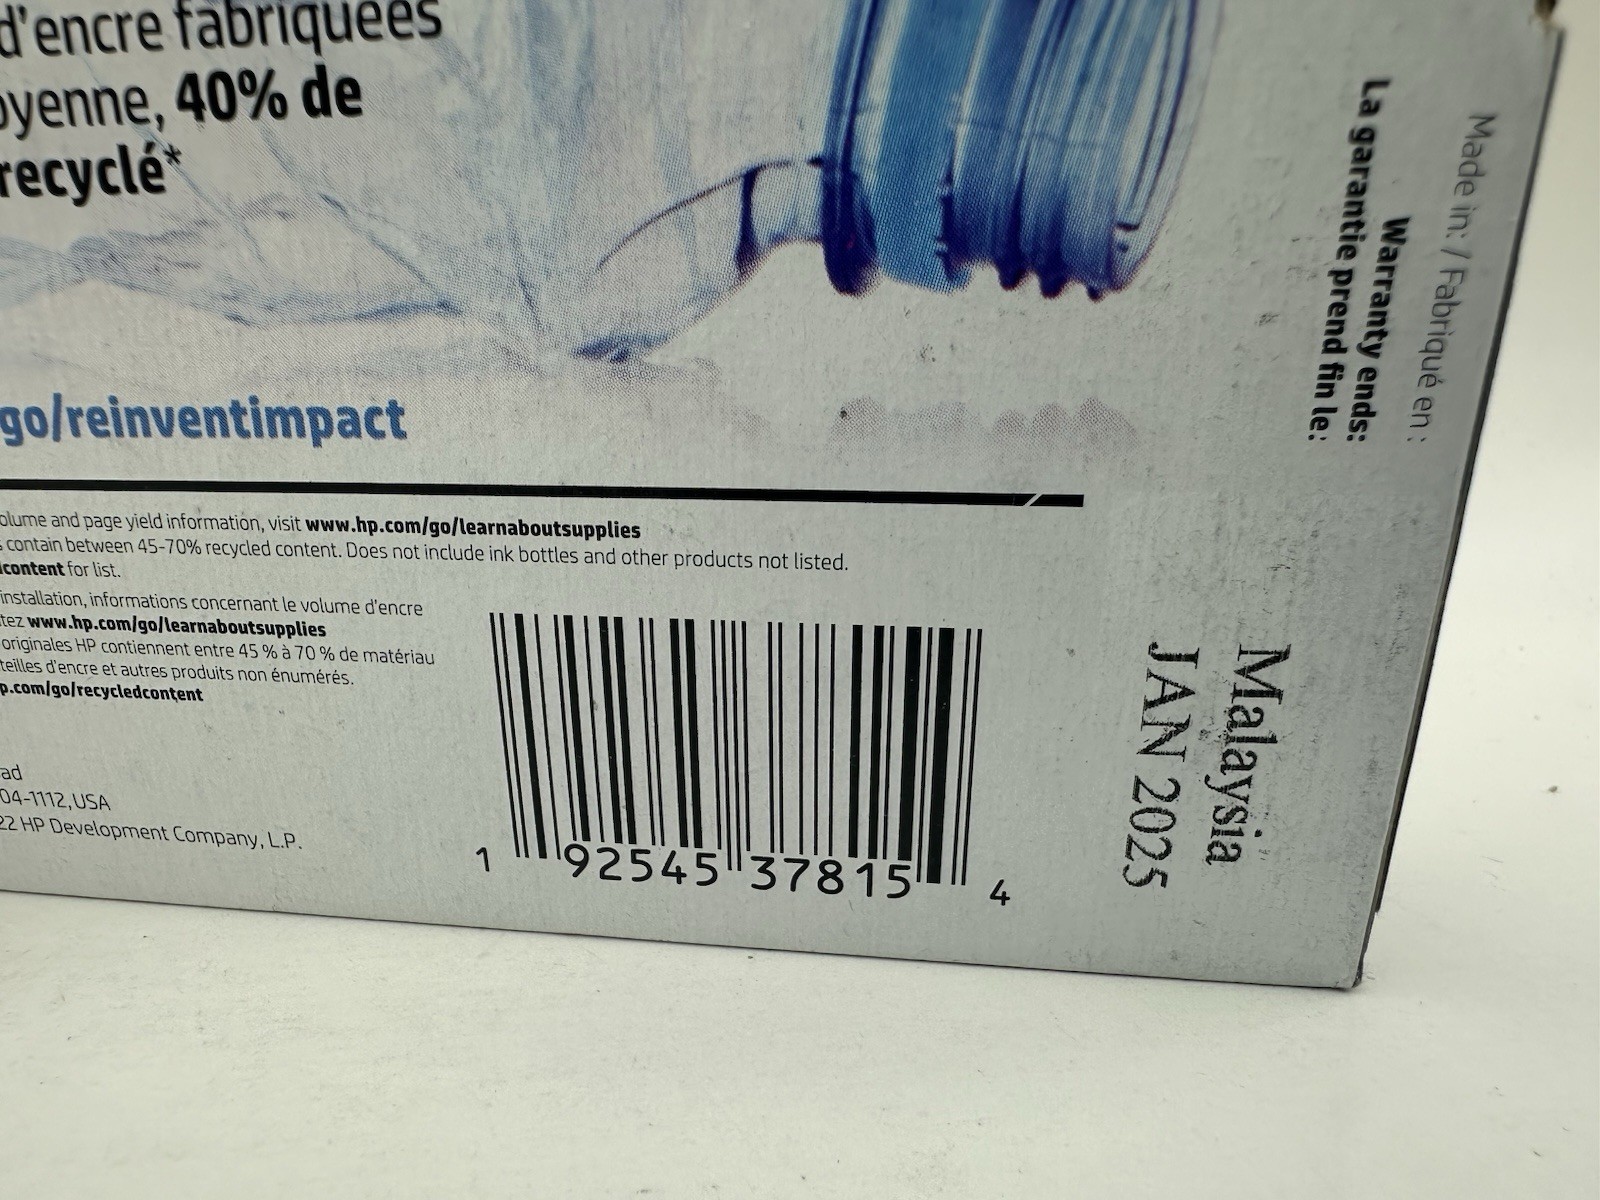 d'encre fabriquées
oyenne, 40% de
recyclé*
go/reinventimpact
olume and page yield information, visit www.hp.com/go/learnaboutsupplies
s contain between 45-70% recycled content. Does not include ink bottles and other products not listed.
content for list.
installation, informations concernant le volume d'encre
tez www.hp.com/go/learnaboutsupplies
originales HP contiennent entre 45 % à 70 % de matériau
teilles d'encre et autres produits non énumérés.
p.com/go/recycledcontent
ad
04-1112,USA
22 HP Development Company, L.P.
1 92545 37815 4
Made in: / Fabriqué en :
Malaysia
Warranty ends:
La garantie prend fin le:
JAN 2025